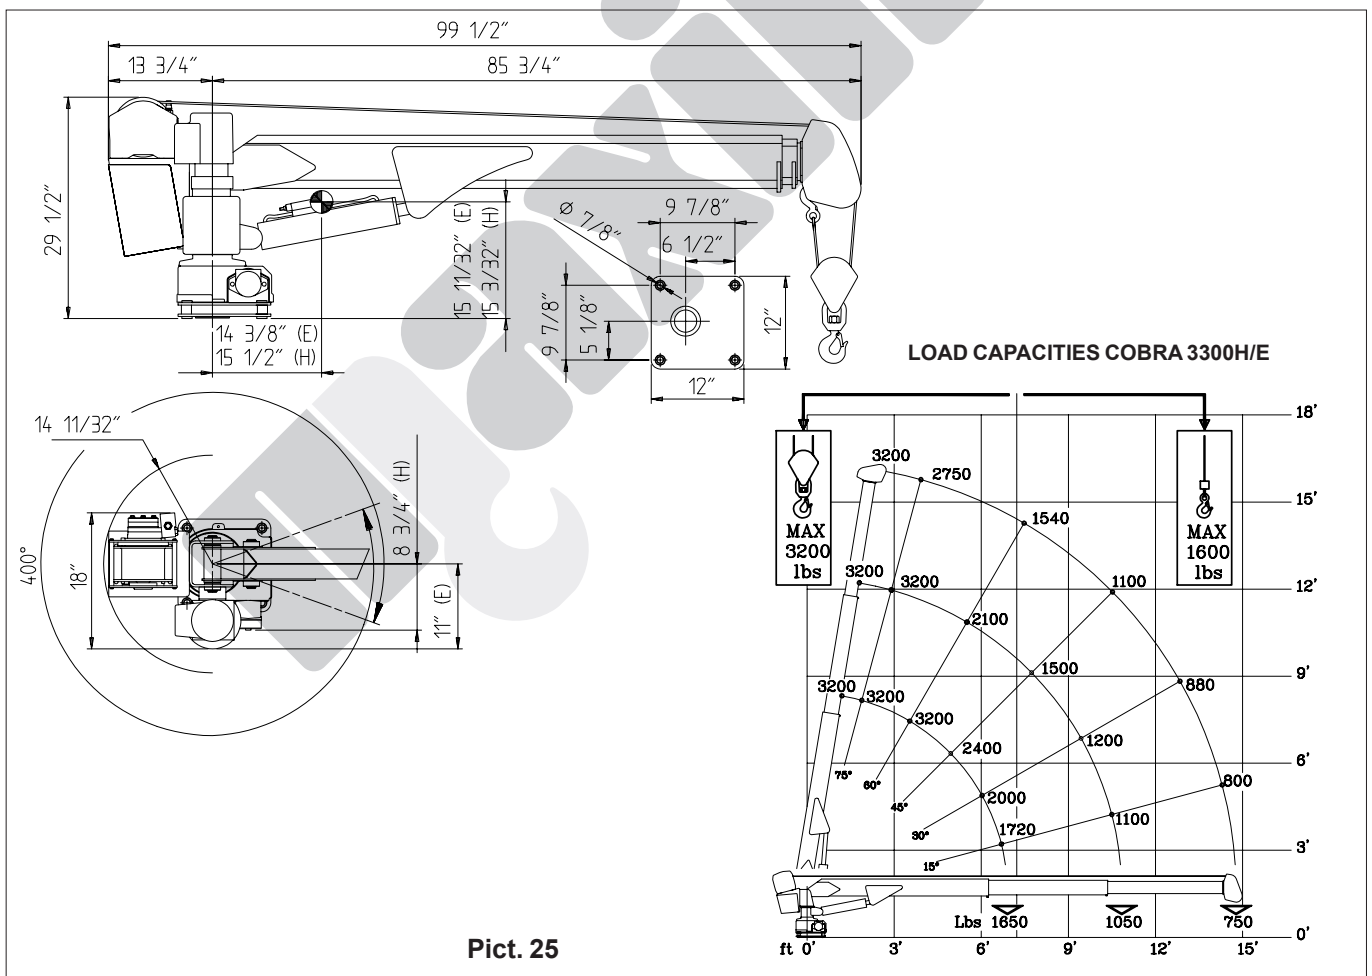 99 1/2"
13 3/4"
85 3/4"
29 1/2"
15 11/32" (E)
15 3/32" (H)
14 3/8" (E)
15 1/2" (H)
Ø 7/8"
9 7/8"
6 1/2"
9 7/8"
5 1/8"
12"
12"
14 11/32"
400°
18"
8 3/4" (H)
11" (E)
LOAD CAPACITIES COBRA 3300H/E
MAX
3200
lbs
MAX
1600
lbs
18'
15'
12'
9'
6'
3'
0'
3200
2750
1540
1100
880
800
3200
3200
2100
1500
1200
1100
3200
3200
3200
2400
2000
1720
75°
60°
45°
30°
15°
Lbs 1650 1050 750
ft 0' 3' 6' 9' 12' 15'
Pict. 25
maxil